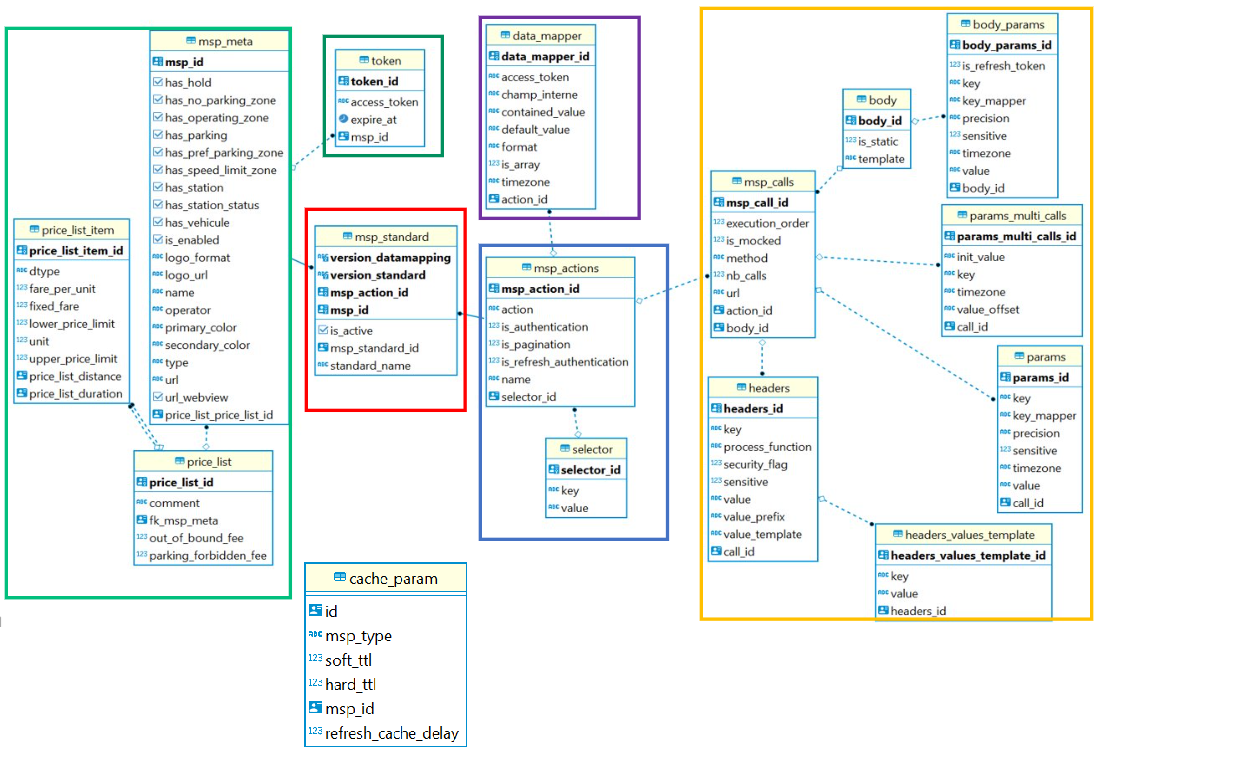 msp_meta
msp_id
has_hold
has_no_parking_zone
has_operating_zone
has_parking
has_pref_parking_zone
has_speed_limit_zone
has_station
has_station_status
has_vehicule
is_enabled
logo_format
logo_url
name
operator
primary_color
secondary_color
type
url
url_webview
price_list_price_list_id
price_list_item
price_list_item_id
dtype
fare_per_unit
fixed_fare
lower_price_limit
unit
upper_price_limit
price_list_distance
price_list_duration
price_list
price_list_id
comment
fk_msp_meta
out_of_bound_fee
parking_forbidden_fee
token
token_id
access_token
expire_at
msp_id
msp_standard
version_datamapping
version_standard
msp_action_id
msp_id
is_active
msp_standard_id
standard_name
cache_param
id
msp_type
soft_ttl
hard_ttl
msp_id
refresh_cache_delay
data_mapper
data_mapper_id
access_token
champ_interne
contained_value
default_value
format
is_array
timezone
action_id
msp_actions
msp_action_id
action
is_authentication
is_pagination
is_refresh_authentication
name
selector_id
selector
selector_id
key
value
msp_calls
msp_call_id
execution_order
is_mocked
method
nb_calls
url
action_id
body_id
headers
headers_id
key
process_function
security_flag
sensitive
value
value_prefix
value_template
call_id
body
body_id
is_static
template
body_params
body_params_id
is_refresh_token
key
key_mapper
precision
sensitive
timezone
value
body_id
params_multi_calls
params_multi_calls_id
init_value
key
timezone
value_offset
call_id
params
params_id
key
key_mapper
precision
sensitive
timezone
value
call_id
headers_values_template
headers_values_template_id
key
value
headers_id